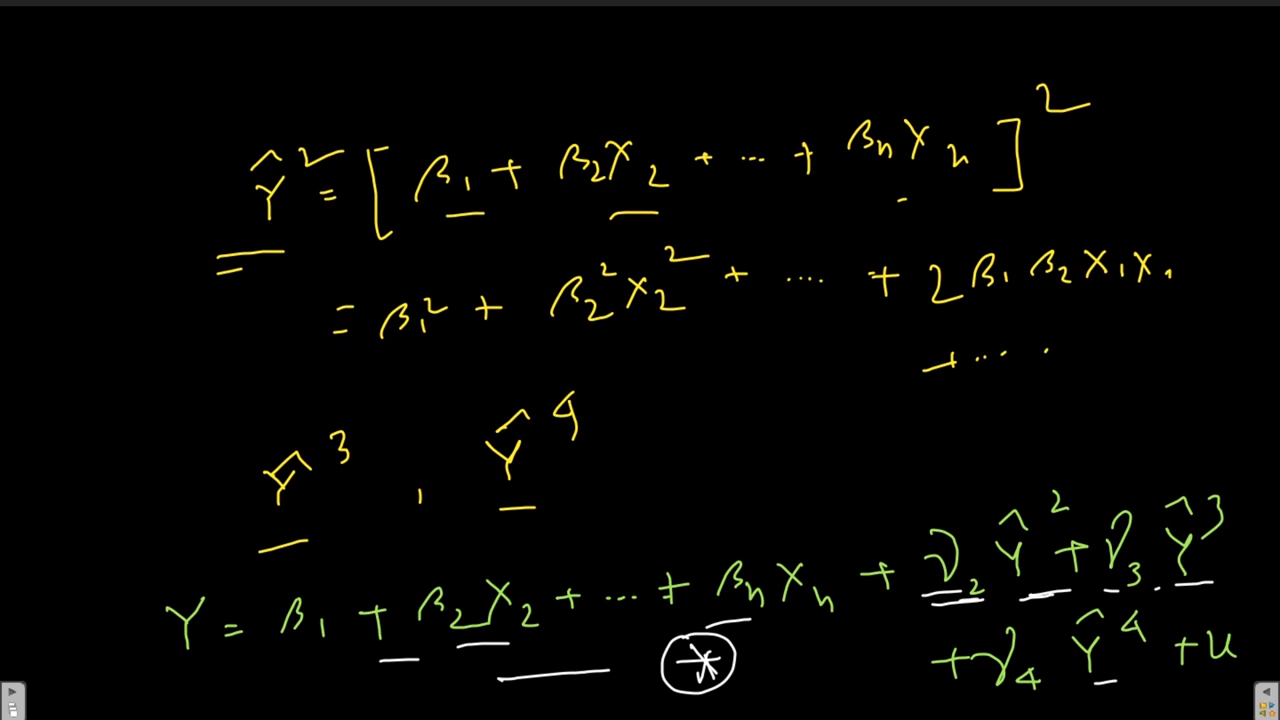 Ŷ² = [β₁ + β₂X₂ + ... + βₙXₙ]²
= β₁² + β₂²X₂² + .... + 2β₁β₂X₁X₁
+ ....
Ŷ³ , Ŷ⁴
Y = β₁ + β₂X₂ + ... + βₙXₙ + γ₂Ŷ² + γ₃Ŷ³
+ γ₄Ŷ⁴ + u
*